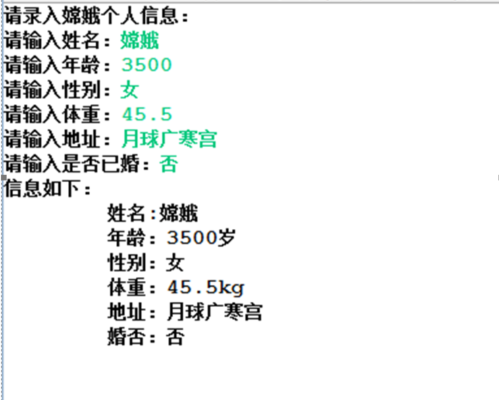 请录入嫦娥个人信息：
请输入姓名：嫦娥
请输入年龄：3500
请输入性别：女
请输入体重：45.5
请输入地址：月球广寒宫
请输入是否已婚：否
信息如下：
姓名:嫦娥
年龄：3500岁
性别：女
体重：45.5kg
地址：月球广寒宫
婚否：否